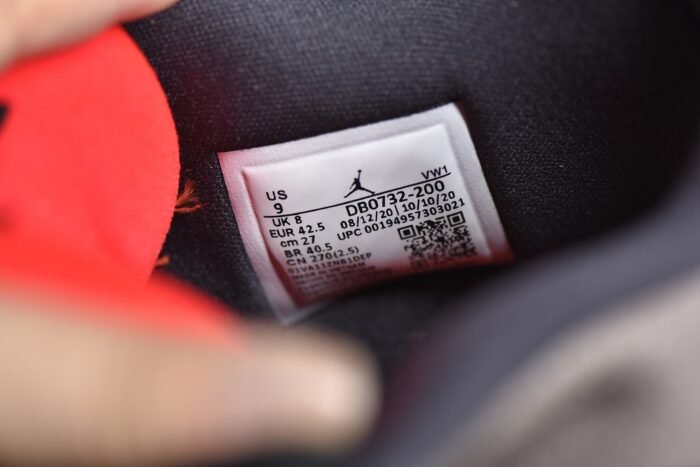 US
9
VW1
UK 8
DB0732-200
EUR 42.5
08/12/20 10/10/20
cm 27
UPC 00194957303021
BR 40.5
CN 270(2.5)